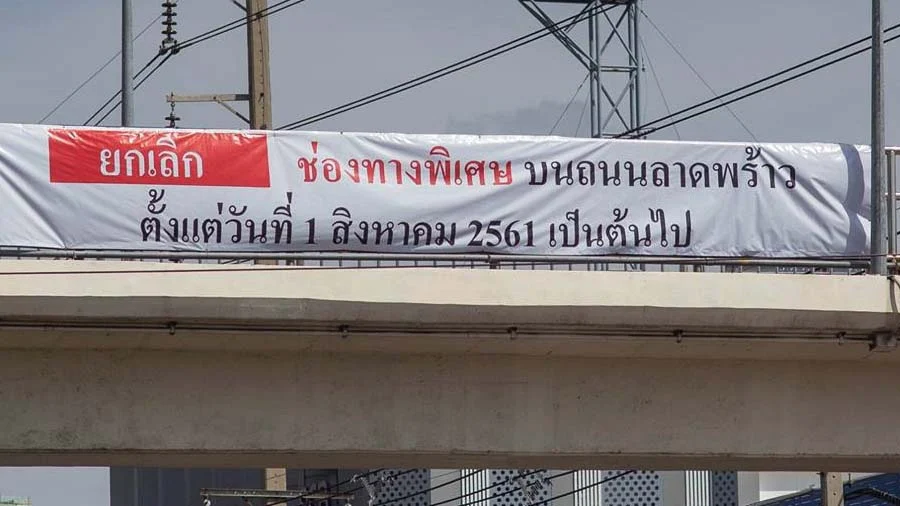 ยกเลิก ช่องทางพิเศษ บนถนนลาดพร้าว
ตั้งแต่วันที่ 1 สิงหาคม 2561 เป็นต้นไป